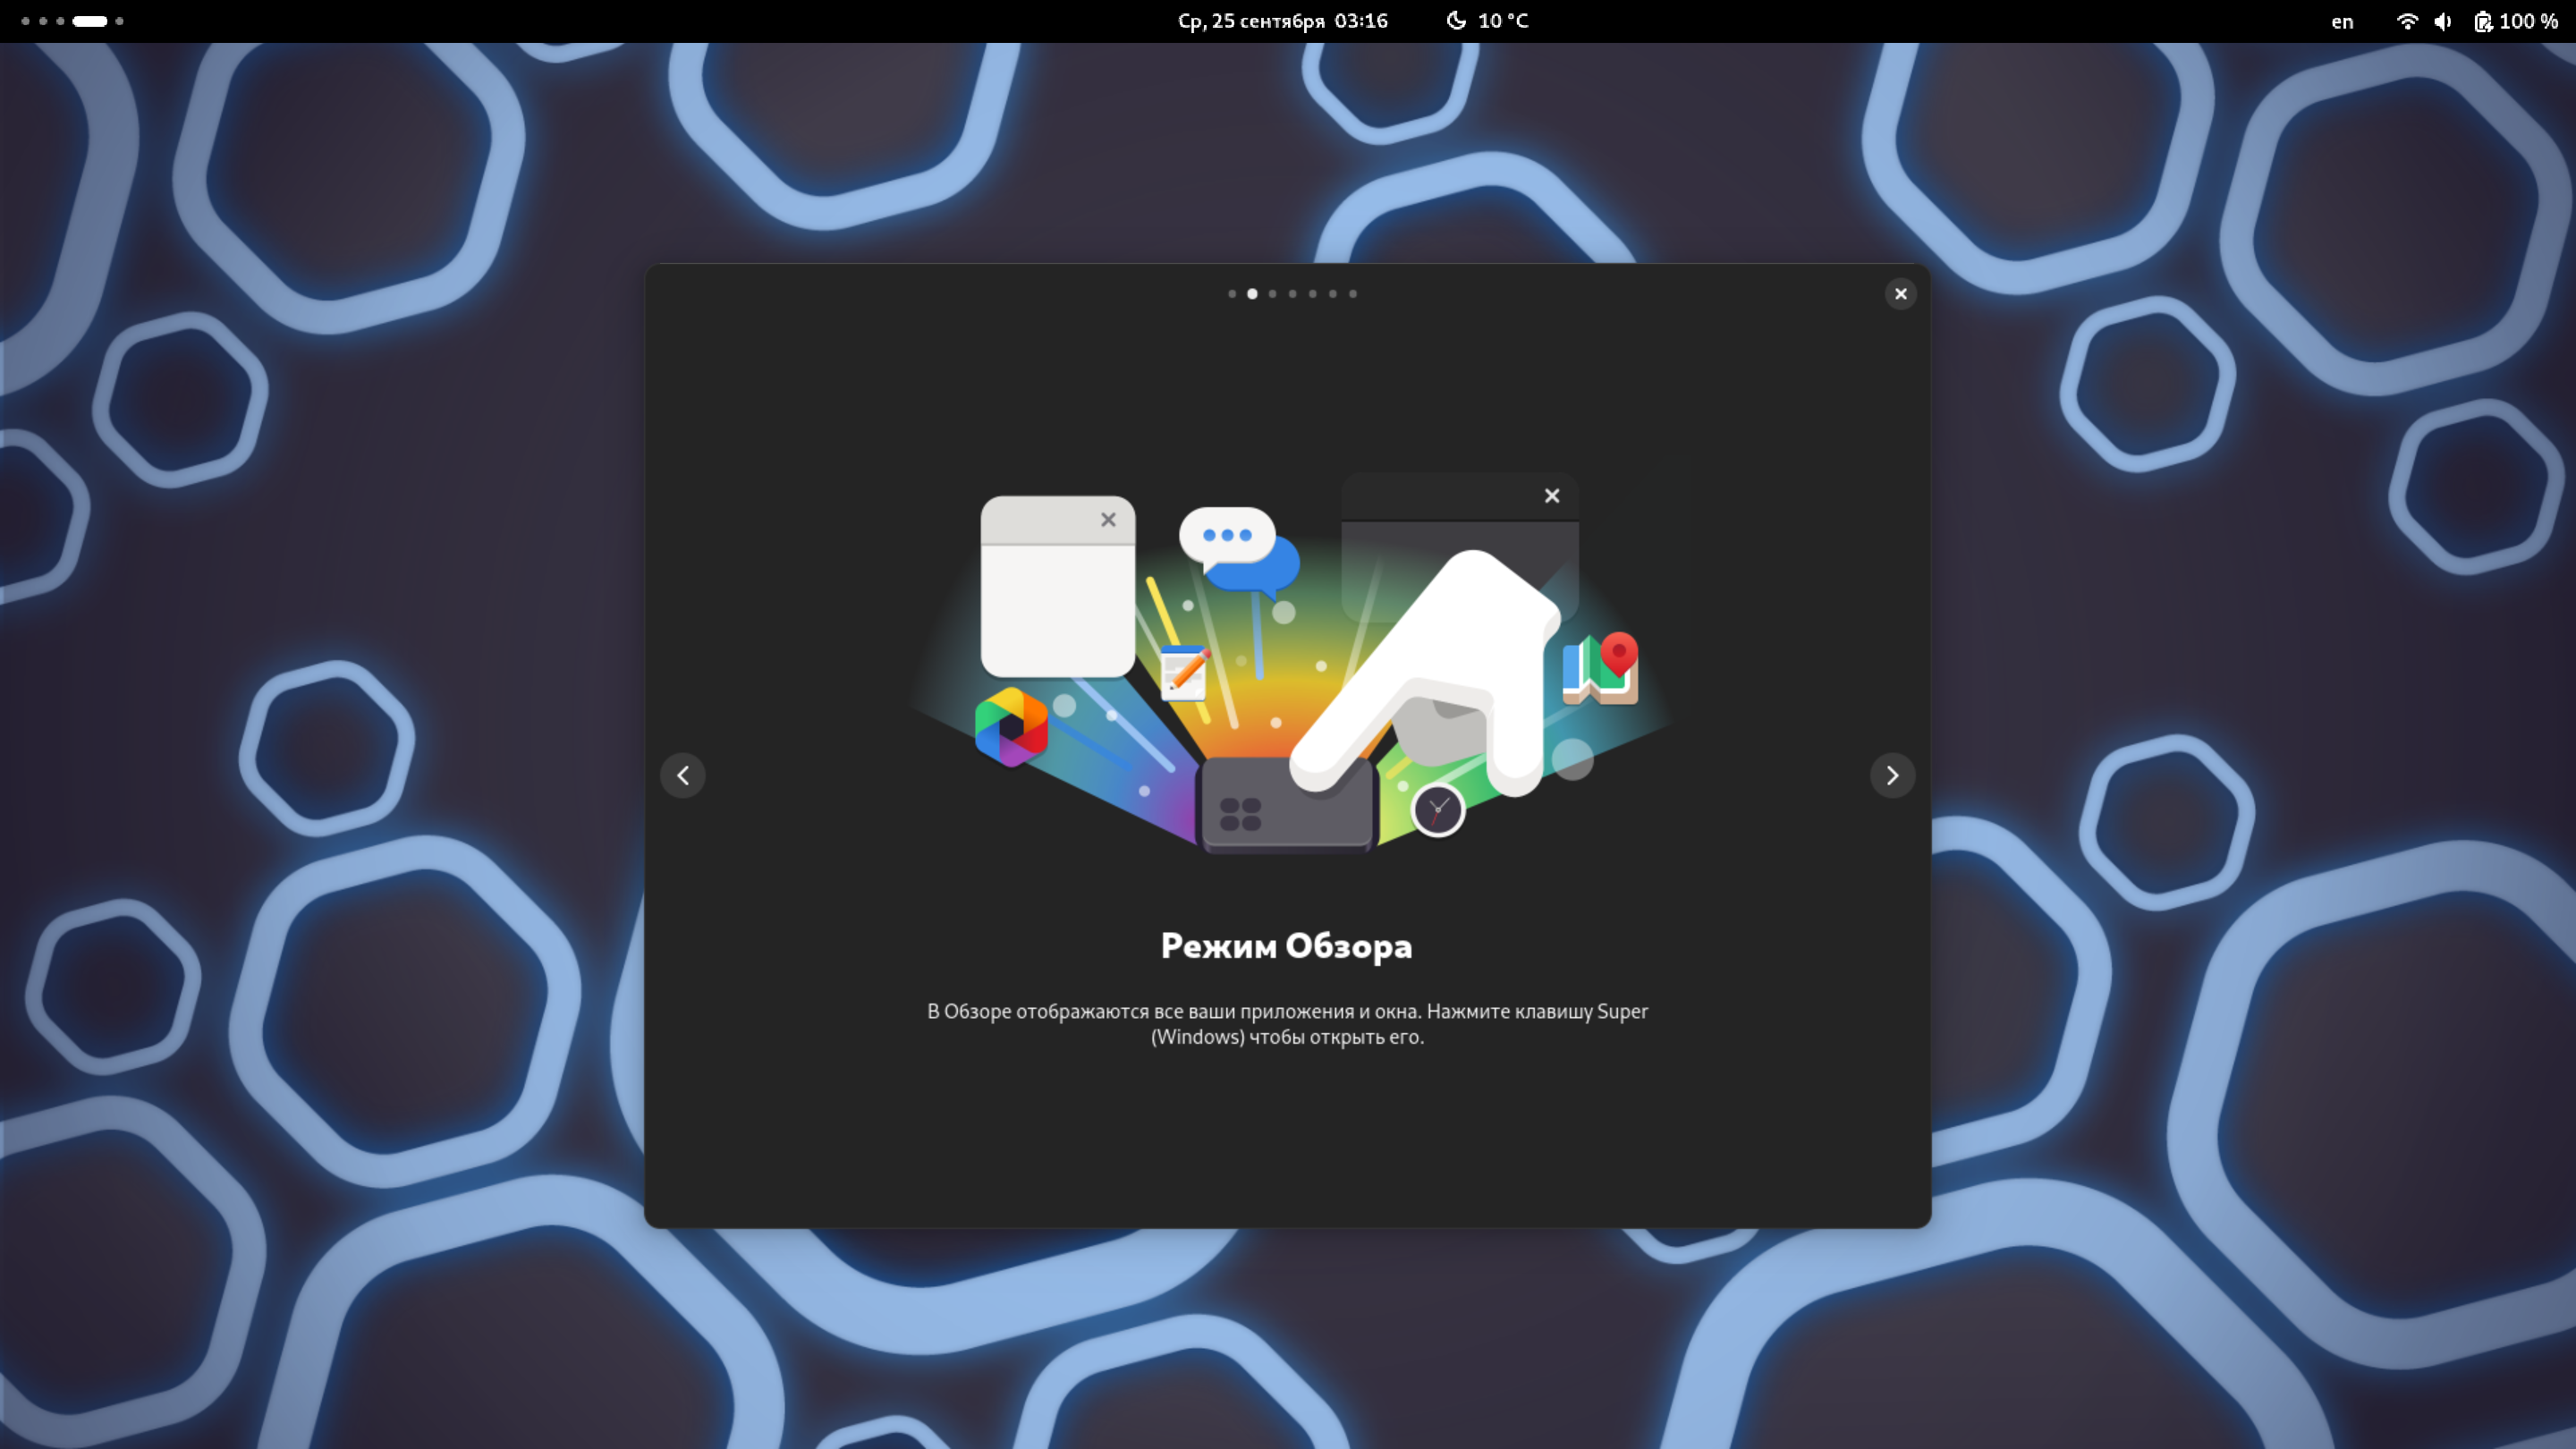 Ср, 25 сентября 03:16
10 °C
en
100 %
Режим Обзора
В Обзоре отображаются все ваши приложения и окна. Нажмите клавишу Super
(Windows) чтобы открыть его.